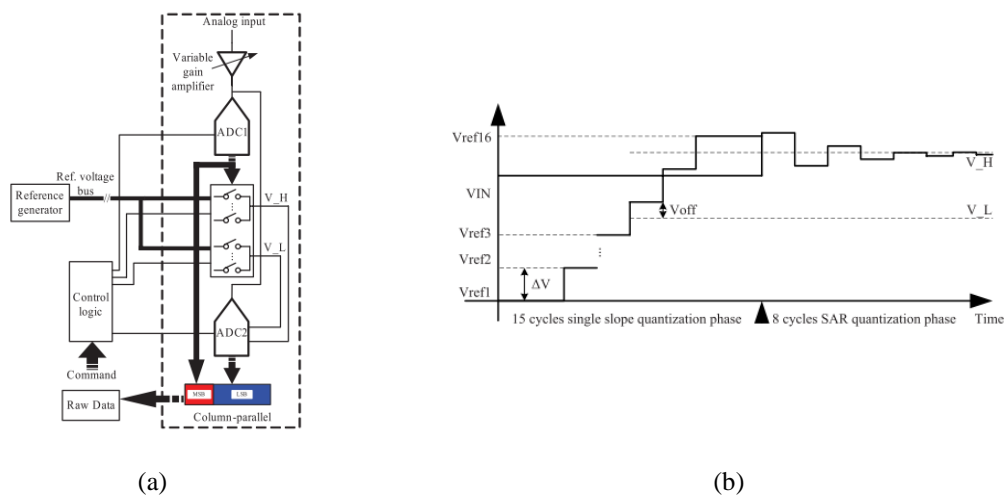 Analog input
Variable
gain
amplifier
ADC1
Ref. voltage
bus
Reference
generator
V_H
V_L
Control
logic
ADC2
Command
MSB
LSB
Raw Data
Column-parallel
(a)
Vref16
VIN
Vref3
Vref2
Vref1
V_H
V_L
Voff
ΔV
15 cycles single slope quantization phase
8 cycles SAR quantization phase
Time
(b)